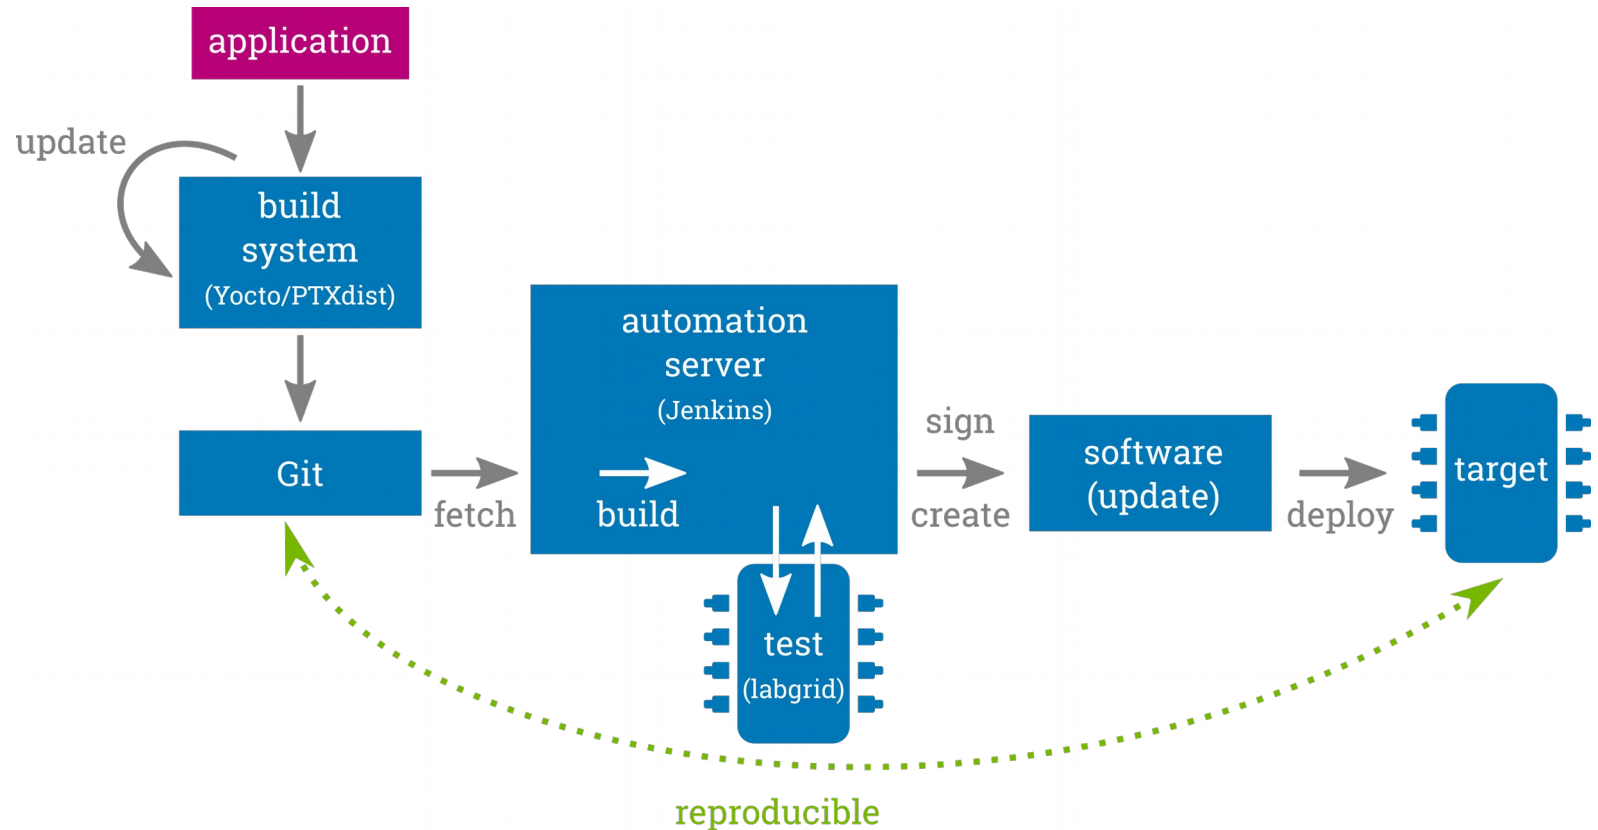 application
update
build
system
(Yocto/PTXdist)
Git
fetch
automation
server
(Jenkins)
build
test
(labgrid)
sign
create
software
(update)
deploy
target
reproducible